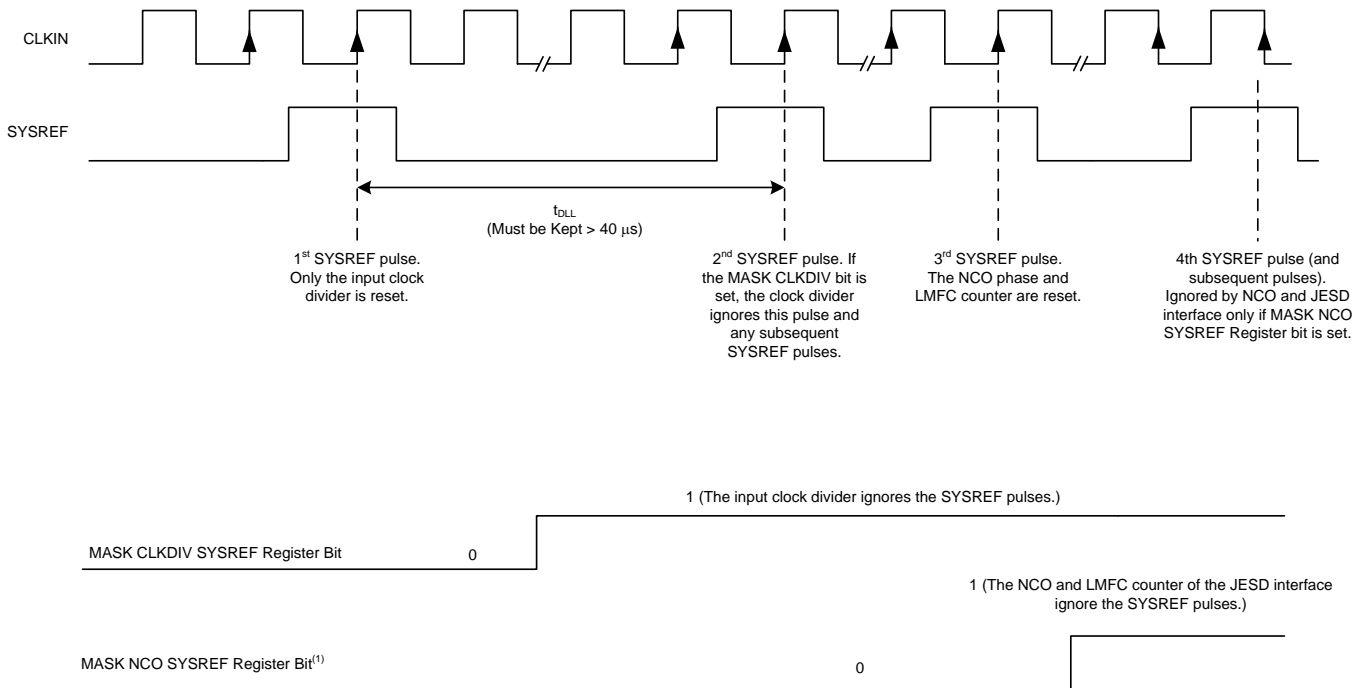 CLKIN
SYSREF
tDLL
(Must be Kept > 40 μs)
1st SYSREF pulse.
Only the input clock
divider is reset.
2nd SYSREF pulse. If
the MASK CLKDIV bit is
set, the clock divider
ignores this pulse and
any subsequent
SYSREF pulses.
3rd SYSREF pulse.
The NCO phase and
LMFC counter are reset.
4th SYSREF pulse (and
subsequent pulses).
Ignored by NCO and JESD
interface only if MASK NCO
SYSREF Register bit is set.
1 (The input clock divider ignores the SYSREF pulses.)
MASK CLKDIV SYSREF Register Bit
0
1 (The NCO and LMFC counter of the JESD interface
ignore the SYSREF pulses.)
MASK NCO SYSREF Register Bit(1)
0